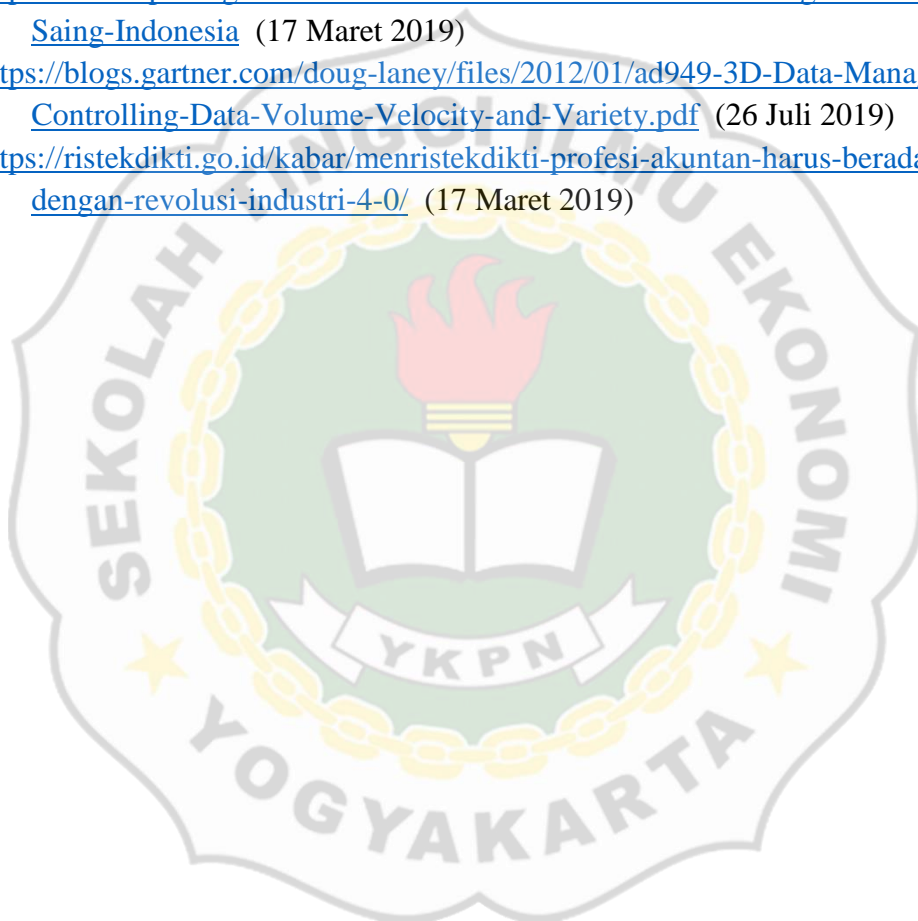 Saing-Indonesia (17 Maret 2019)
tps://blogs.gartner.com/doug-laney/files/2012/01/ad949-3D-Data-Mana
Controlling-Data-Volume-Velocity-and-Variety.pdf (26 Juli 2019)
tps://ristekdikti.go.id/kabar/menristekdikti-profesi-akuntan-harus-berada
dengan-revolusi-industri-4-0/ (17 Maret 2019)
SEKOLAH TINGGI ILMU EKONOMI
YKPN
YOGYAKARTA